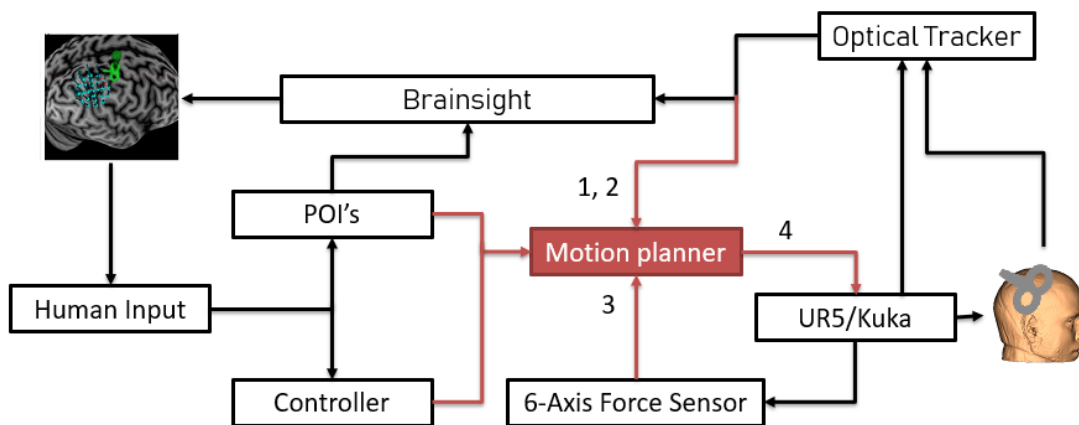 Optical Tracker
Brainsight
1, 2
POI's
Motion planner
4
Human Input
3
UR5/Kuka
Controller
6-Axis Force Sensor